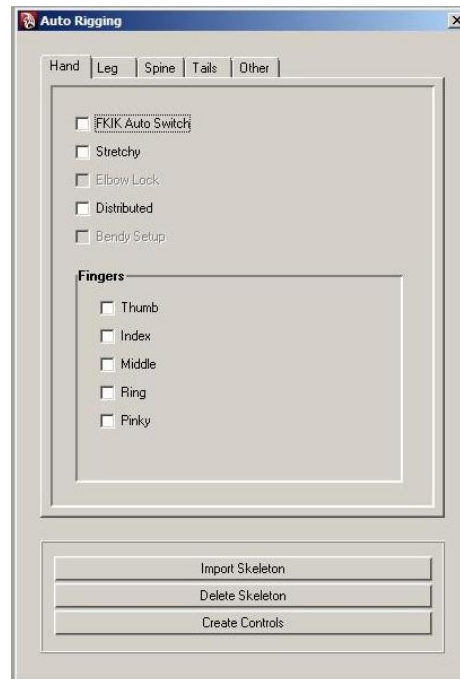 Auto Rigging
Hand Leg Spine Tails Other
FKIK Auto Switch
Stretchy
Elbow Lock
Distributed
Bendy Setup
Fingers
Thumb
Index
Middle
Ring
Pinky
Import Skeleton
Delete Skeleton
Create Controls